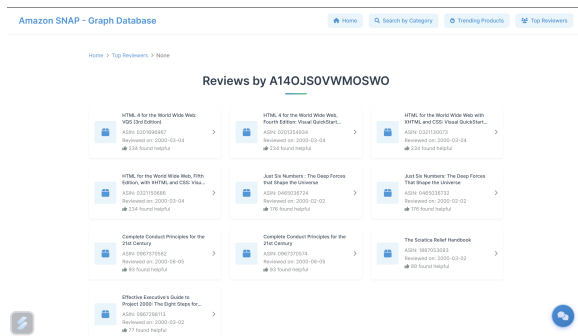 Amazon SNAP - Graph Database
Home
Search by Category
Trending Products
Top Reviewers
Home > Top Reviewers > None
Reviews by A14OJS0VWMOSWO
HTML 4 for the World Wide Web: VQS (3rd Edition)
ASIN: 0201696967
Reviewed on: 2000-03-04
234 found helpful
HTML 4 for the World Wide Web,
Fourth Edition: Visual QuickStart...
ASIN: 0201354934
Reviewed on: 2000-03-04
234 found helpful
HTML for the World Wide Web with
XHTML and CSS: Visual QuickStart...
ASIN: 0321130073
Reviewed on: 2000-03-04
234 found helpful
HTML for the World Wide Web, Fifth
Edition, with XHTML and CSS: Visu...
ASIN: 0321150686
Reviewed on: 2000-03-04
234 found helpful
Just Six Numbers : The Deep Forces
that Shape the Universe
ASIN: 0465036724
Reviewed on: 2000-02-02
176 found helpful
Just Six Numbers: The Deep Forces
That Shape the Universe
ASIN: 0465036732
Reviewed on: 2000-02-02
176 found helpful
Complete Conduct Principles for the
21st Century
ASIN: 0967370582
Reviewed on: 2000-06-05
93 found helpful
Complete Conduct Principles for the
21st Century
ASIN: 0967370574
Reviewed on: 2000-06-05
93 found helpful
The Sciatica Relief Handbook
ASIN: 1887053093
Reviewed on: 2000-03-02
88 found helpful
Effective Executive's Guide to
Project 2000: The Eight Steps for...
ASIN: 0967298113
Reviewed on: 2000-03-02
77 found helpful